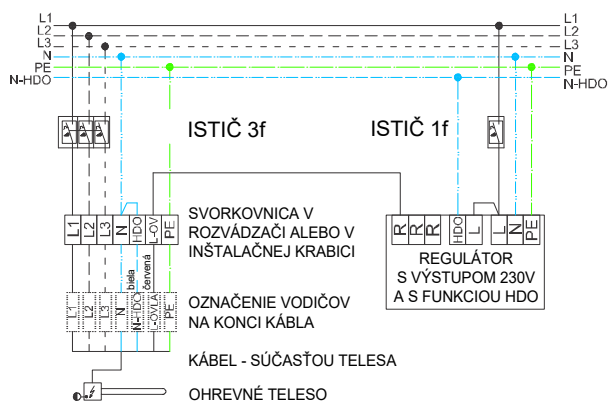 L1
L2
L3
N
PE
N-HDO
L1
L2
L3
N
PE
N-HDO
ISTIČ 3f
ISTIČ 1f
L1
L2
L3
N
HDO
L-OV
PE
SVORKOVNICA V
ROZVÁDZAČI ALEBO V
INŠTALAČNEJ KRABICI
R
R
R
HDO
L
L
N
PE
REGULÁTOR
S VÝSTUPOM 230V
A S FUNKCIOU HDO
biela
červená
L1
L2
L3
N
N-HDO
L-OVLA
PE
OZNAČENIE VODIČOV
NA KONCI KÁBLA
KÁBEL - SÚČASŤOU TELESA
OHREVNÉ TELESO